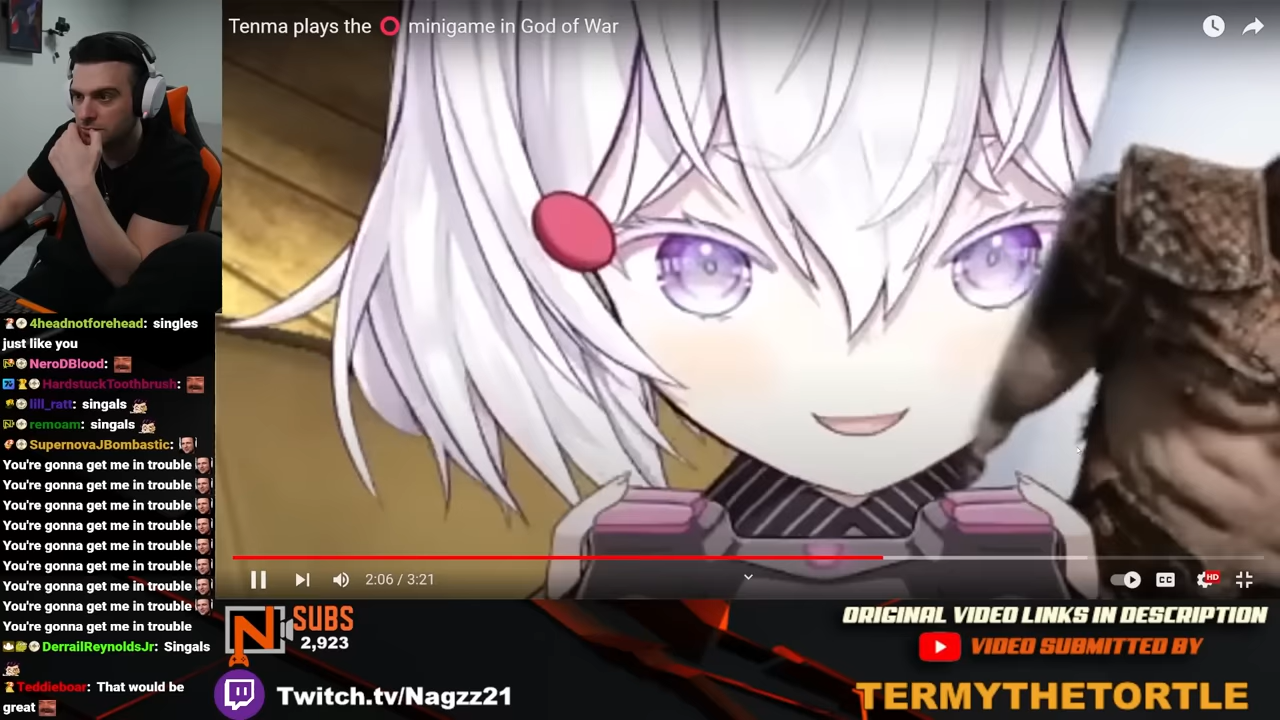 Tenma plays the ⭕ minigame in God of War
4headnotforehead: singles
just like you
NeroDBlood:
HardstuckToothbrush:
lill_ratt: singals
remoam: singals
SupernovaJBombastic:
You're gonna get me in trouble
You're gonna get me in trouble
You're gonna get me in trouble
You're gonna get me in trouble
You're gonna get me in trouble
You're gonna get me in trouble
You're gonna get me in trouble
You're gonna get me in trouble
You're gonna get me in trouble
DerrailReynoldsJr: Singals
Teddieboar: That would be
great
2:06 / 3:21
CC
HD
N SUBS
2,923
Twitch.tv/Nagzz21
ORIGINAL VIDEO LINKS IN DESCRIPTION
VIDEO SUBMITTED BY
TERMYTHETORTLE